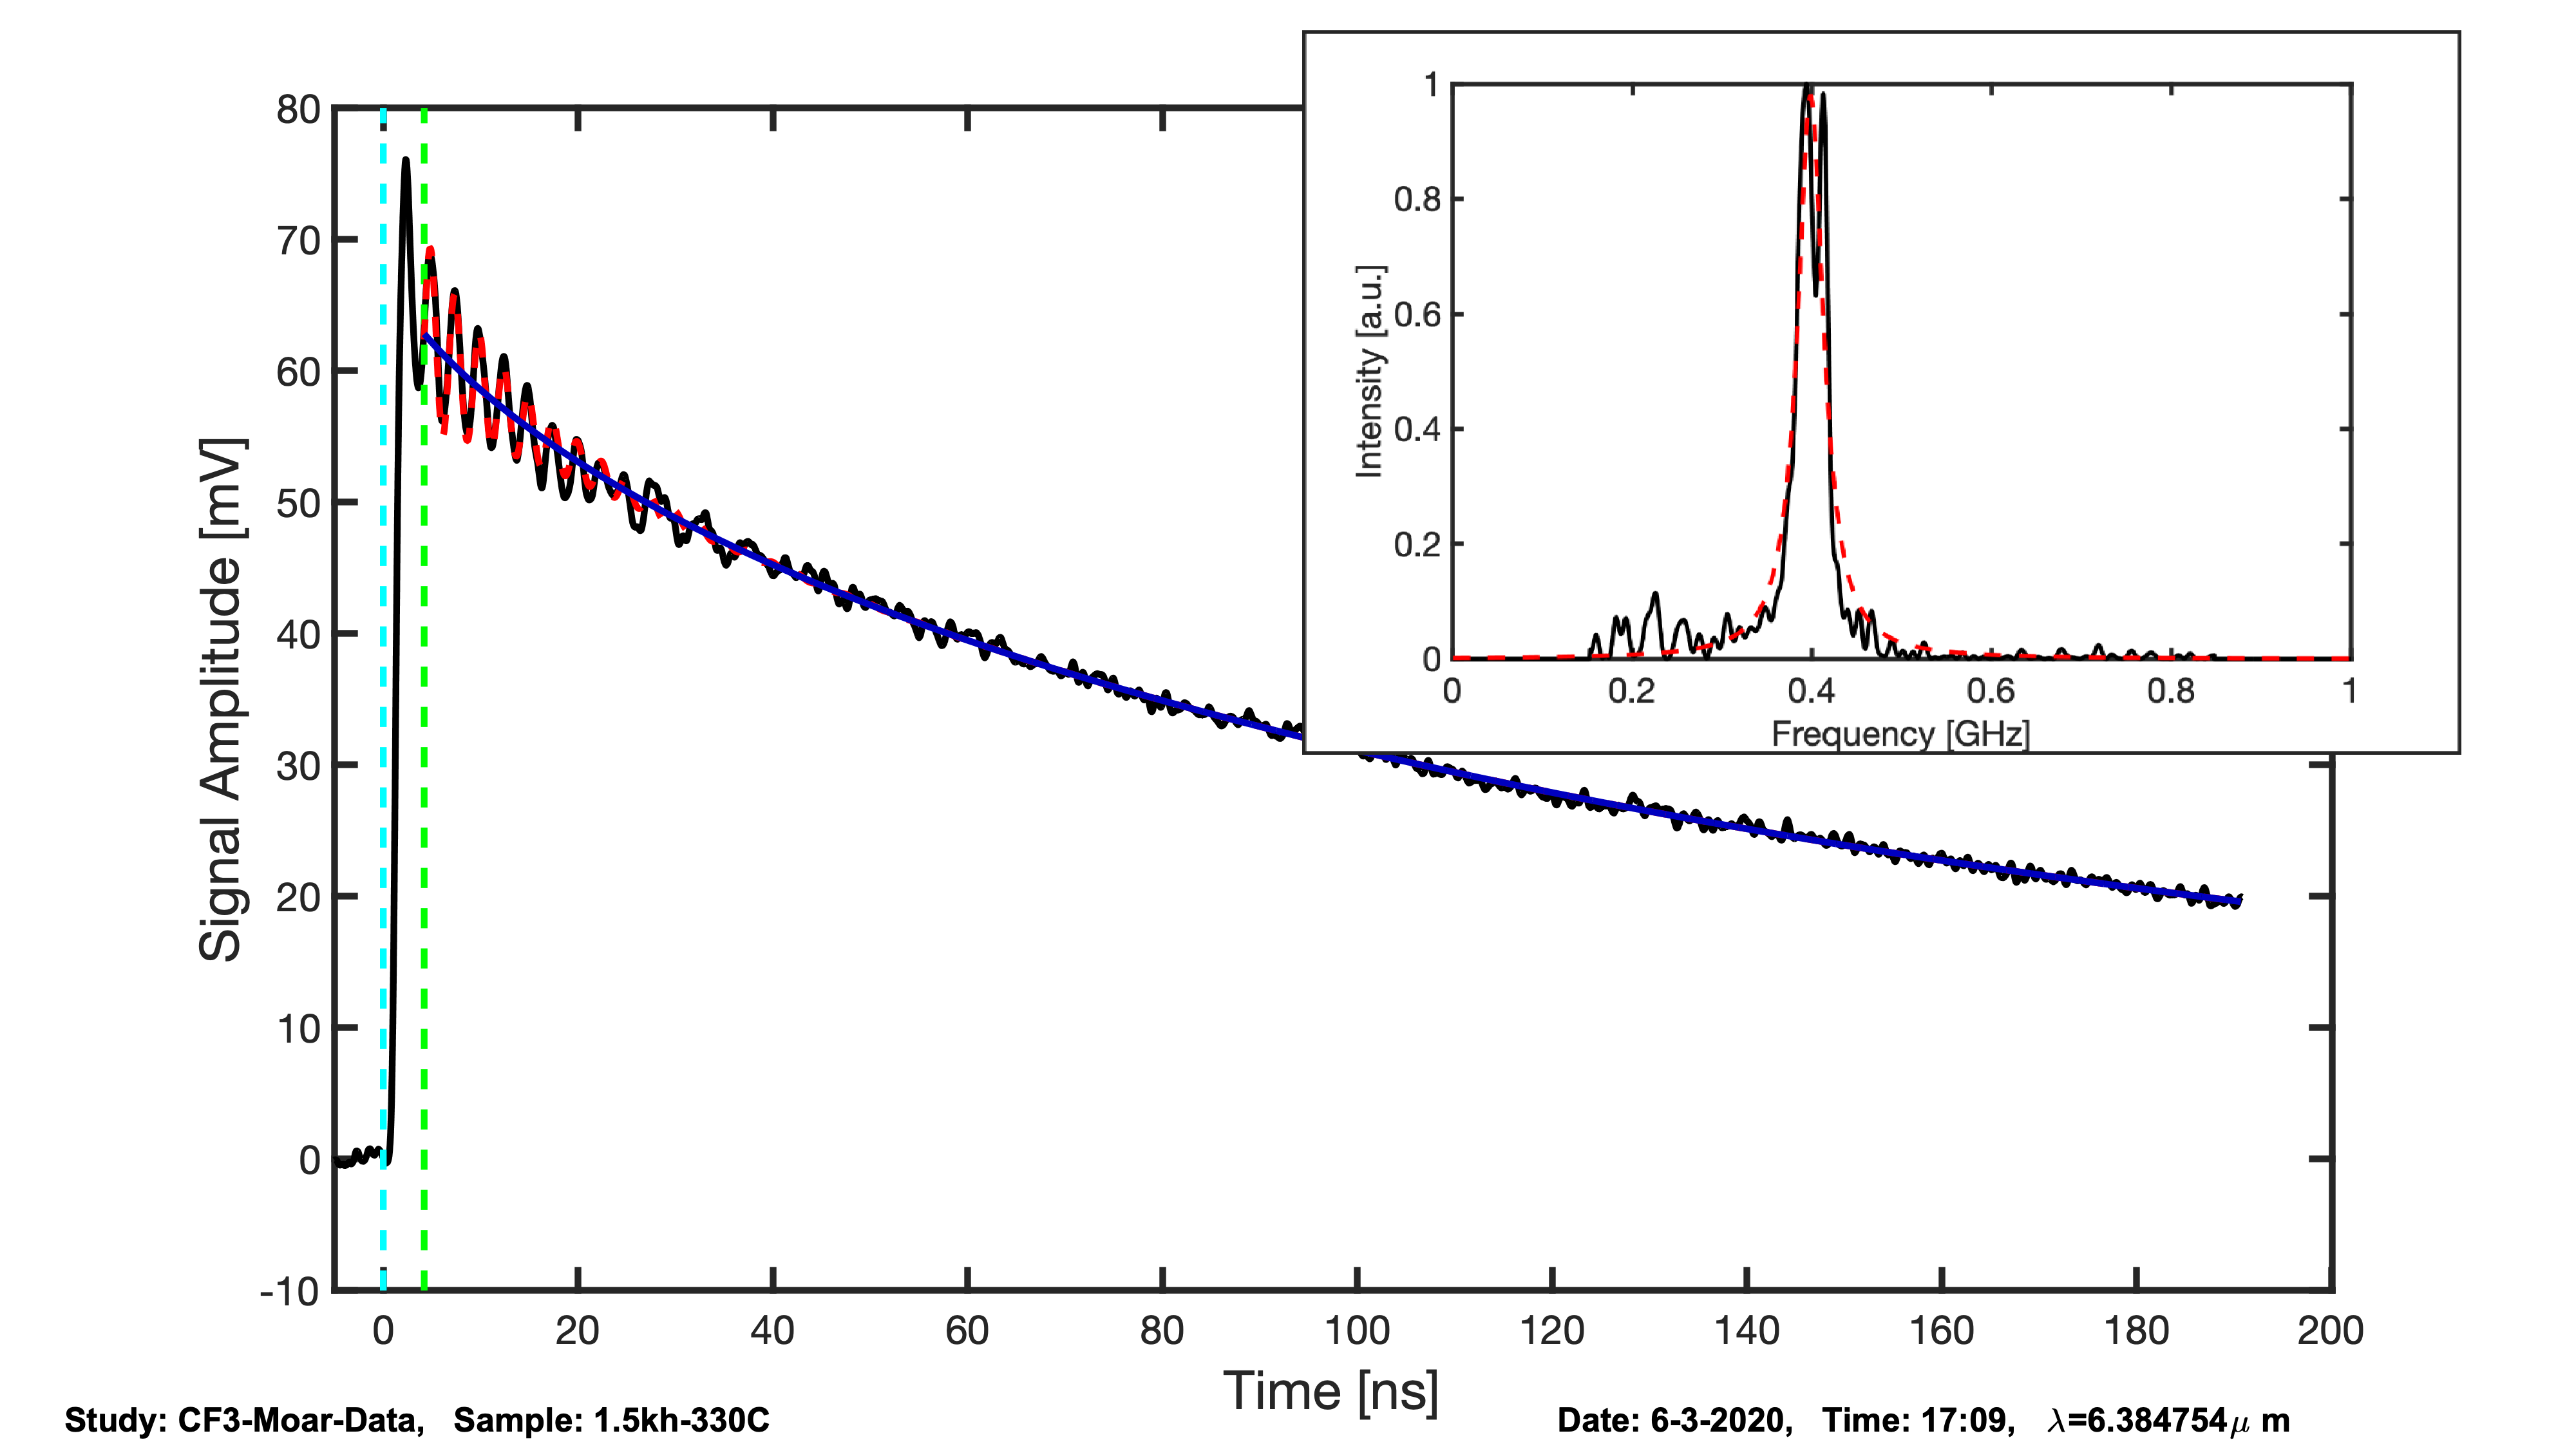 80
70
60
50
40
30
20
10
0
-10
Signal Amplitude [mV]
0 20 40 60 80 100 120 140 160 180 200
Time [ns]
1
0.8
0.6
0.4
0.2
0
Intensity [a.u.]
0 0.2 0.4 0.6 0.8 1
Frequency [GHz]
Study: CF3-Moar-Data, Sample: 1.5kh-330C
Date: 6-3-2020, Time: 17:09, λ=6.384754μ m